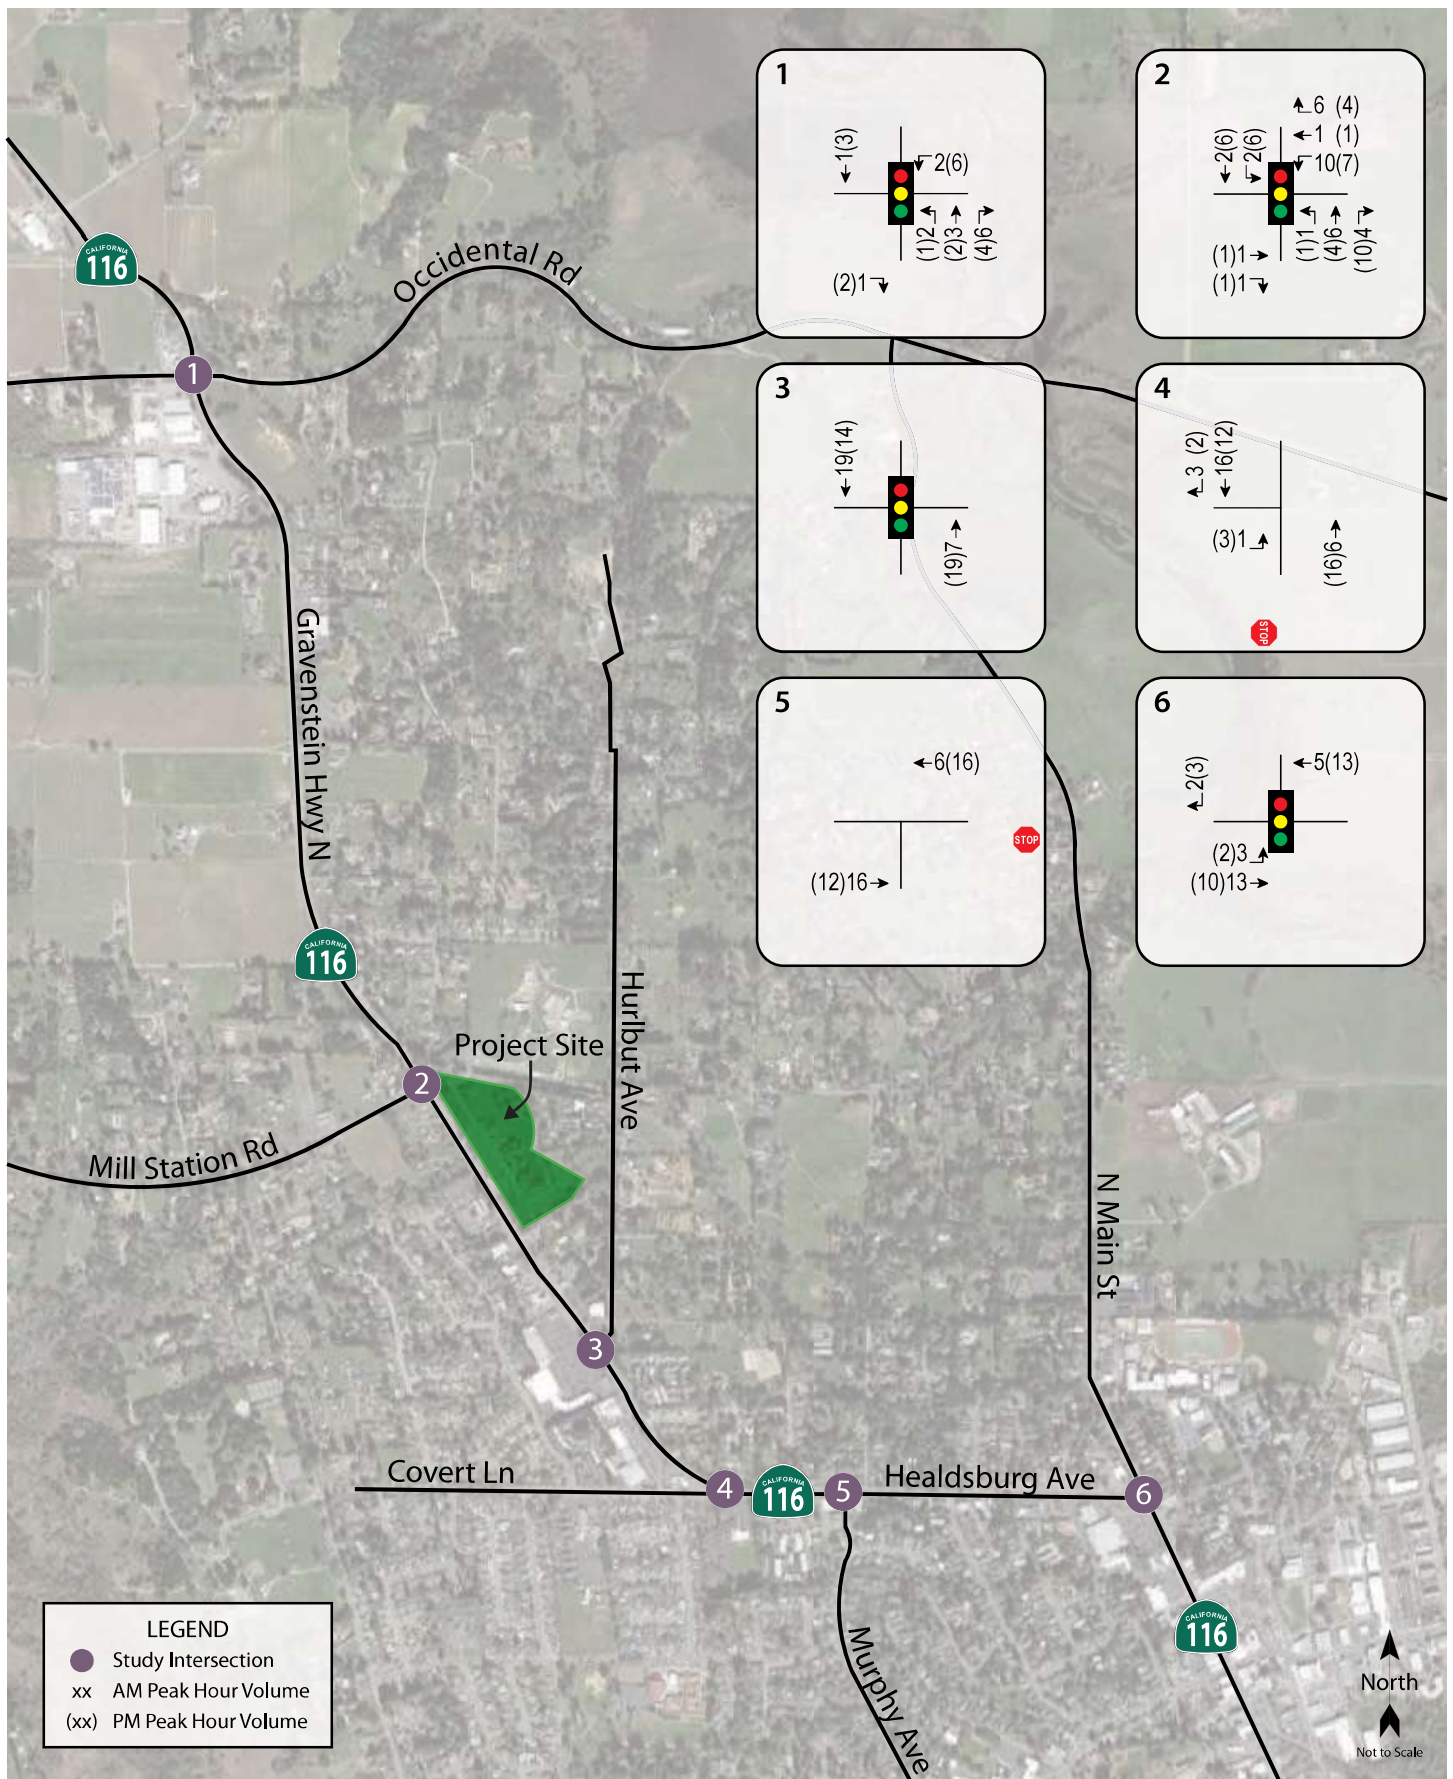 1
1(3)
2(6)
(1)2
(2)3
(4)6
(2)1
2
6 (4)
1 (1)
10(7)
2(6)
2(6)
(1)1
(4)6
(10)4
(1)1
(1)1
3
19(14)
(19)7
4
3 (2)
16(12)
(3)1
(16)6
STOP
5
6(16)
STOP
(12)16
6
2(3)
5(13)
(2)3
(10)13
CALIFORNIA
116
Occidental Rd
1
Gravenstein Hwy N
CALIFORNIA
116
Hurlbut Ave
Project Site
2
Mill Station Rd
N Main St
3
Covert Ln
4
CALIFORNIA
116
5
Healdsburg Ave
6
CALIFORNIA
116
Murphy Ave
LEGEND
Study Intersection
xx AM Peak Hour Volume
(xx) PM Peak Hour Volume
North
Not to Scale